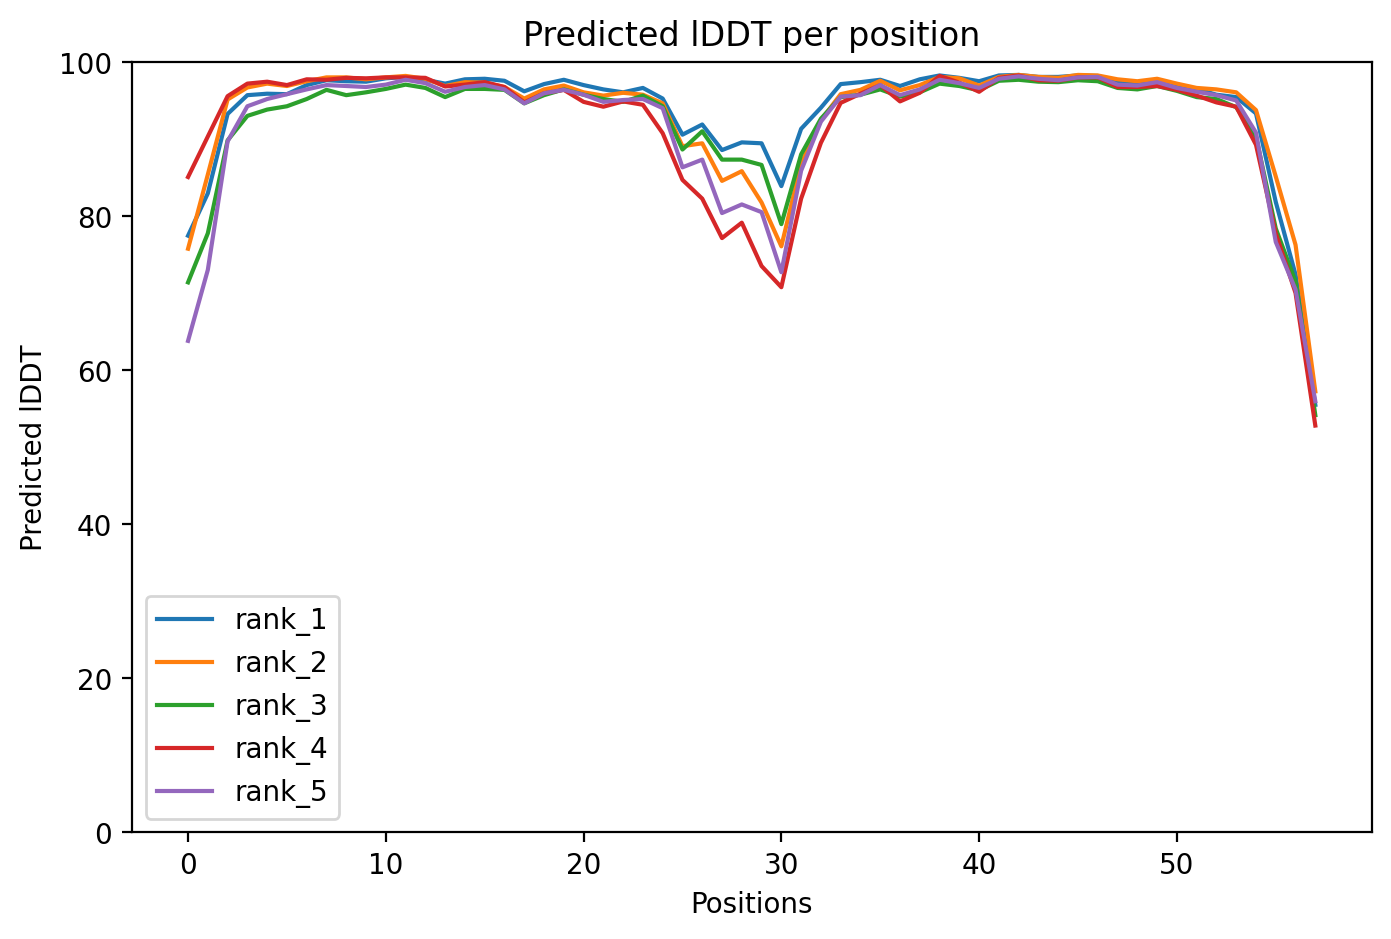 Predicted lDDT per position
100
80
60
40
20
0
Predicted lDDT
rank_1
rank_2
rank_3
rank_4
rank_5
0 10 20 30 40 50
Positions